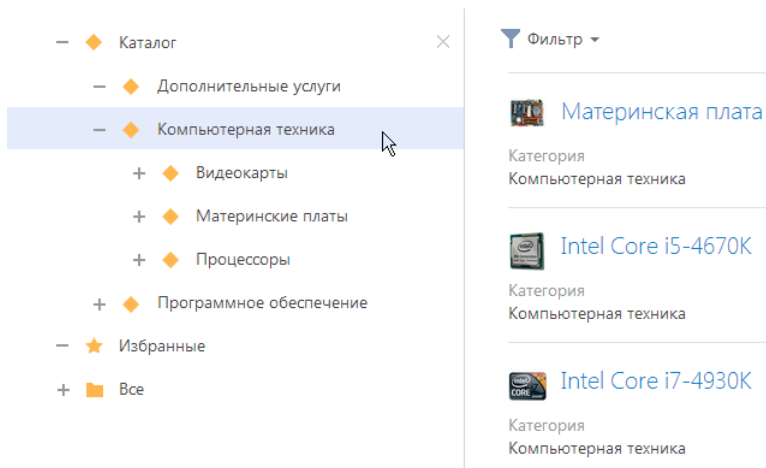 Каталог
Дополнительные услуги
Компьютерная техника
Видеокарты
Материнские платы
Процессоры
Программное обеспечение
Избранные
Все
Фильтр
Материнская плата
Категория
Компьютерная техника
Intel Core i5-4670K
Категория
Компьютерная техника
Intel Core i7-4930K
Категория
Компьютерная техника